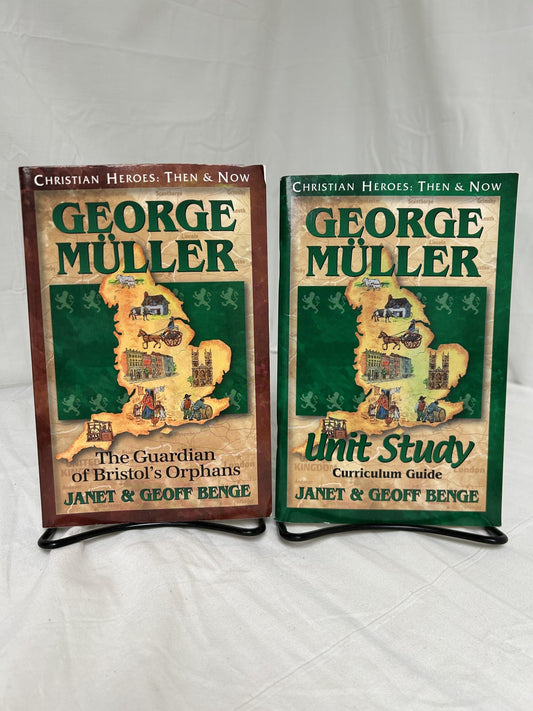 CHRISTIAN HEROES: THEN & NOW
GEORGE
MÜLLER
The Guardian
of Bristol's Orphans
JANET & GEOFF BENGE
CHRISTIAN HEROES: THEN & NOW
GEORGE
MÜLLER
Unit Study
Curriculum Guide
JANET & GEOFF BENGE
London